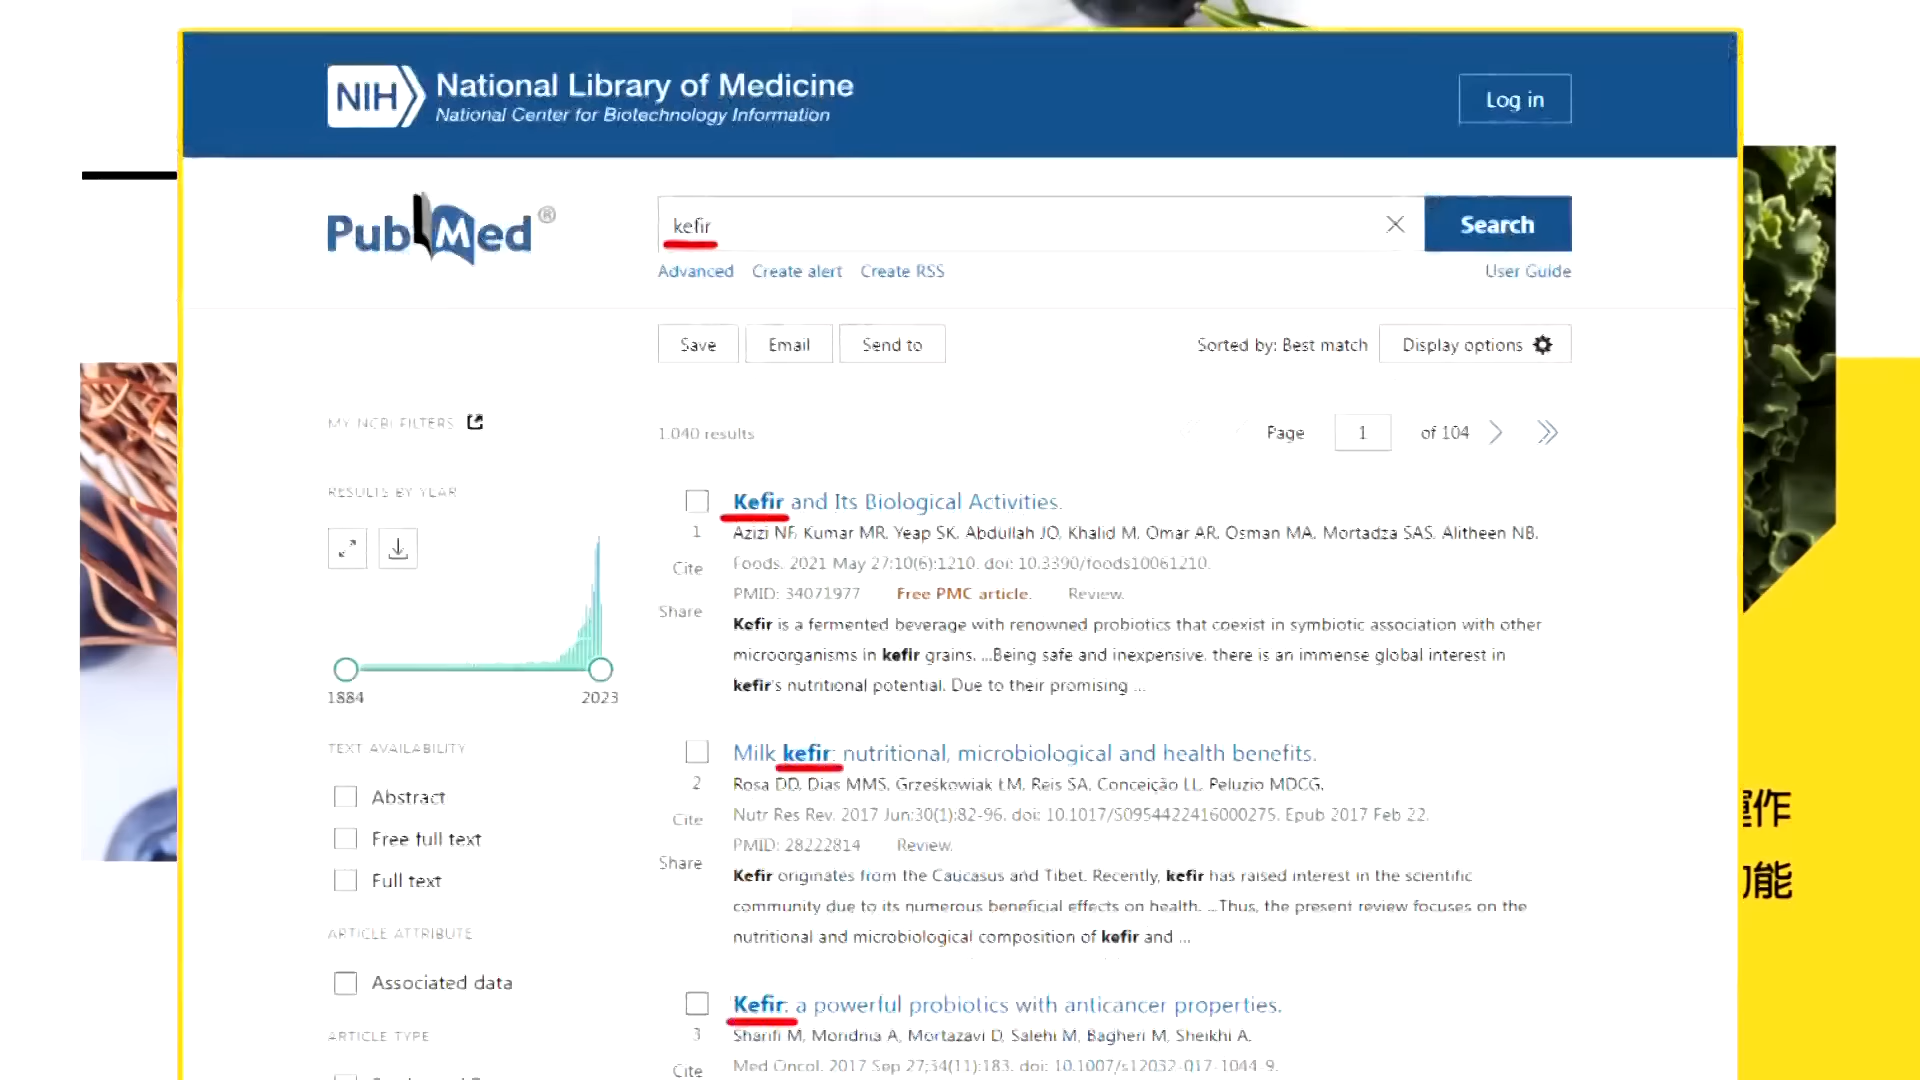 NIH National Library of Medicine
National Center for Biotechnology Information
Log in
PubMed®
kefir
Search
Advanced Create alert Create RSS
User Guide
Save Email Send to
Sorted by: Best match Display options
MY NCBI FILTERS
1,040 results
Page 1 of 104
RESULTS BY YEAR
1884 2023
TEXT AVAILABILITY
Abstract
Free full text
Full text
ARTICLE ATTRIBUTE
Associated data
ARTICLE TYPE
Kefir and Its Biological Activities.
1
Azizi NF, Kumar MR, Yeap SK, Abdullah JO, Khalid M, Omar AR, Osman MA, Mortadza SAS, Alitheen NB.
Cite
Foods. 2021 May 27;10(6):1210. doi: 10.3390/foods10061210.
PMID: 34071977 Free PMC article. Review.
Share
Kefir is a fermented beverage with renowned probiotics that coexist in symbiotic association with other
microorganisms in kefir grains. ...Being safe and inexpensive, there is an immense global interest in
kefir's nutritional potential. Due to their promising ...
Milk kefir: nutritional, microbiological and health benefits.
2
Rosa DD, Dias MMS, Grześkowiak ŁM, Reis SA, Conceição LL, Peluzio MDCG.
Cite
Nutr Res Rev. 2017 Jun;30(1):82-96. doi: 10.1017/S0954422416000275. Epub 2017 Feb 22.
PMID: 28222814 Review.
Share
Kefir originates from the Caucasus and Tibet. Recently, kefir has raised interest in the scientific
community due to its numerous beneficial effects on health. ...Thus, the present review focuses on the
nutritional and microbiological composition of kefir and ...
Kefir: a powerful probiotics with anticancer properties.
3
Sharifi M, Moridnia A, Mortazavi D, Salehi M, Bagheri M, Sheikhi A.
Cite
Med Oncol. 2017 Sep 27;34(11):183. doi: 10.1007/s12032-017-1044-9.
作
能